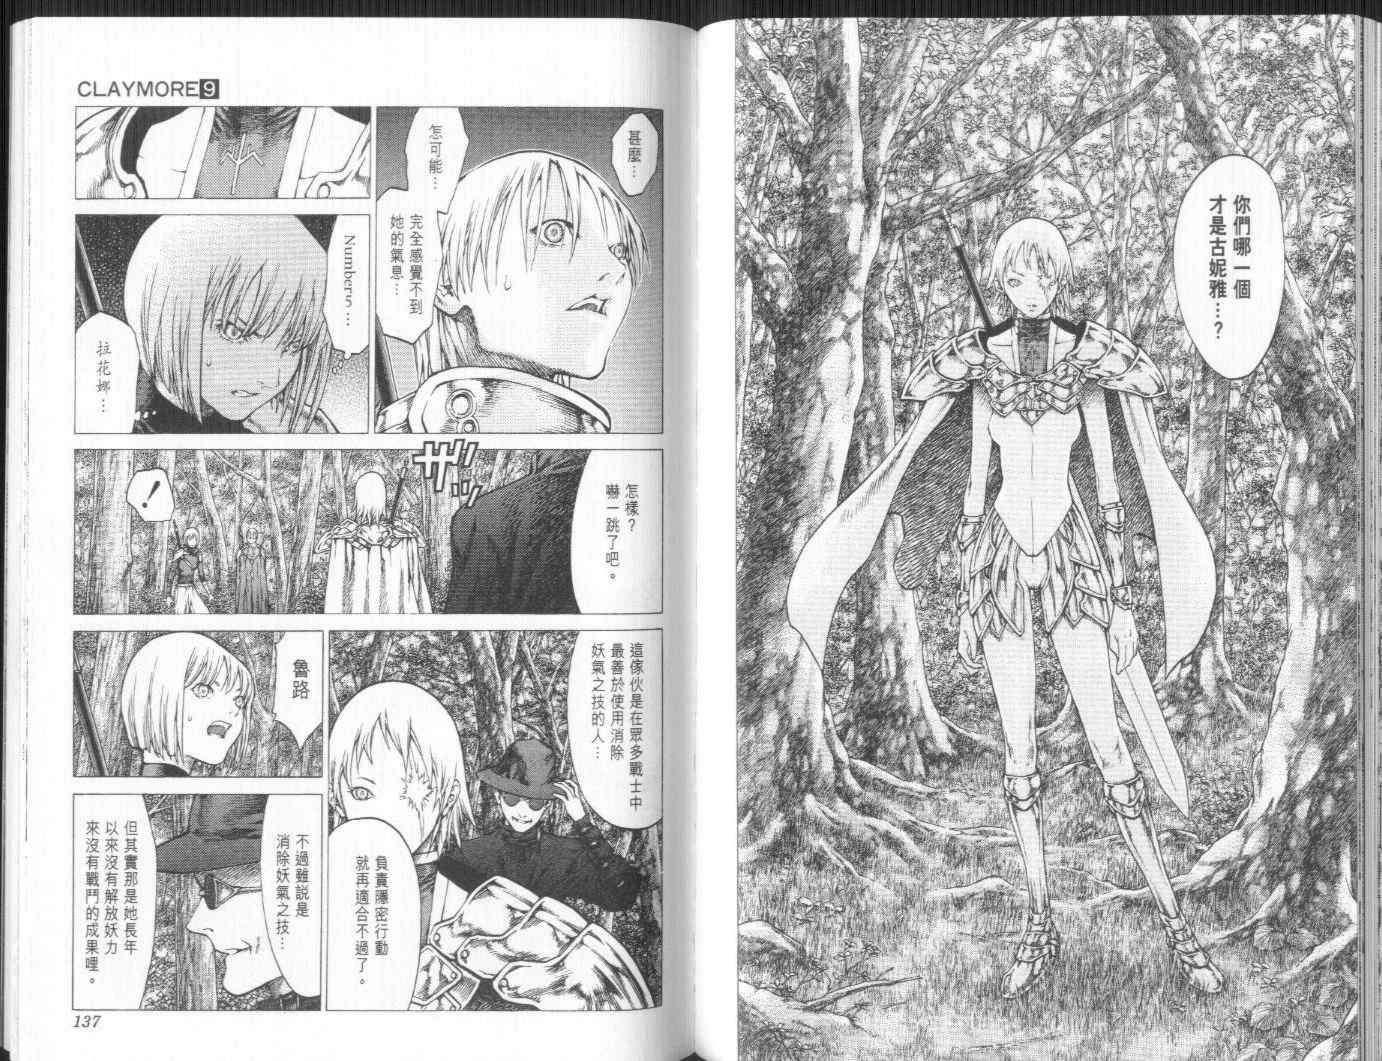 你們哪一個
才是古妮雅…？
CLAYMORE 9
甚麼…
怎可能…
完全感覺不到
她的氣息…
Number5…
拉花娜…
怎樣？
嚇一跳了吧。
ザッ
！
這傢伙是在眾多戰士中
最善於使用消除
妖氣之技的人…
負責隱密行動
就再適合不過了。
魯路
不過雖説是
消除妖氣之技…
但其實那是她長年
以來沒有解放妖力
來沒有戰鬥的成果哩。
137